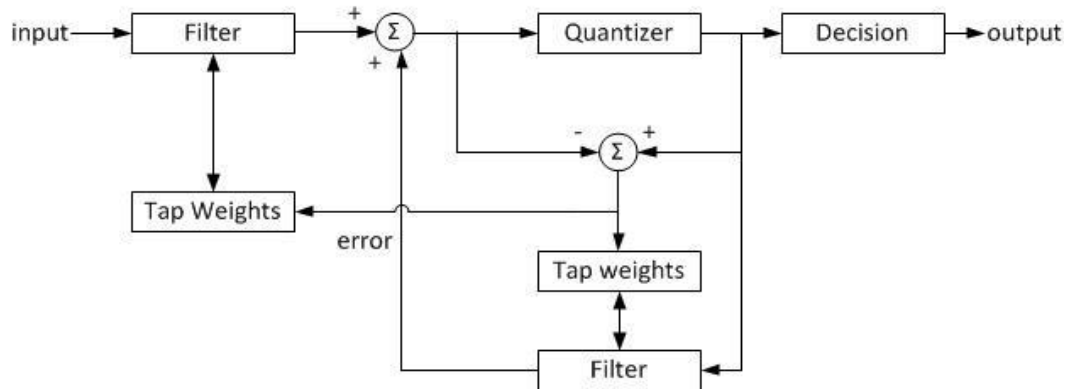 input
Filter
+
Σ
+
Quantizer
Decision
output
-
+
Σ
Tap Weights
error
Tap weights
Filter